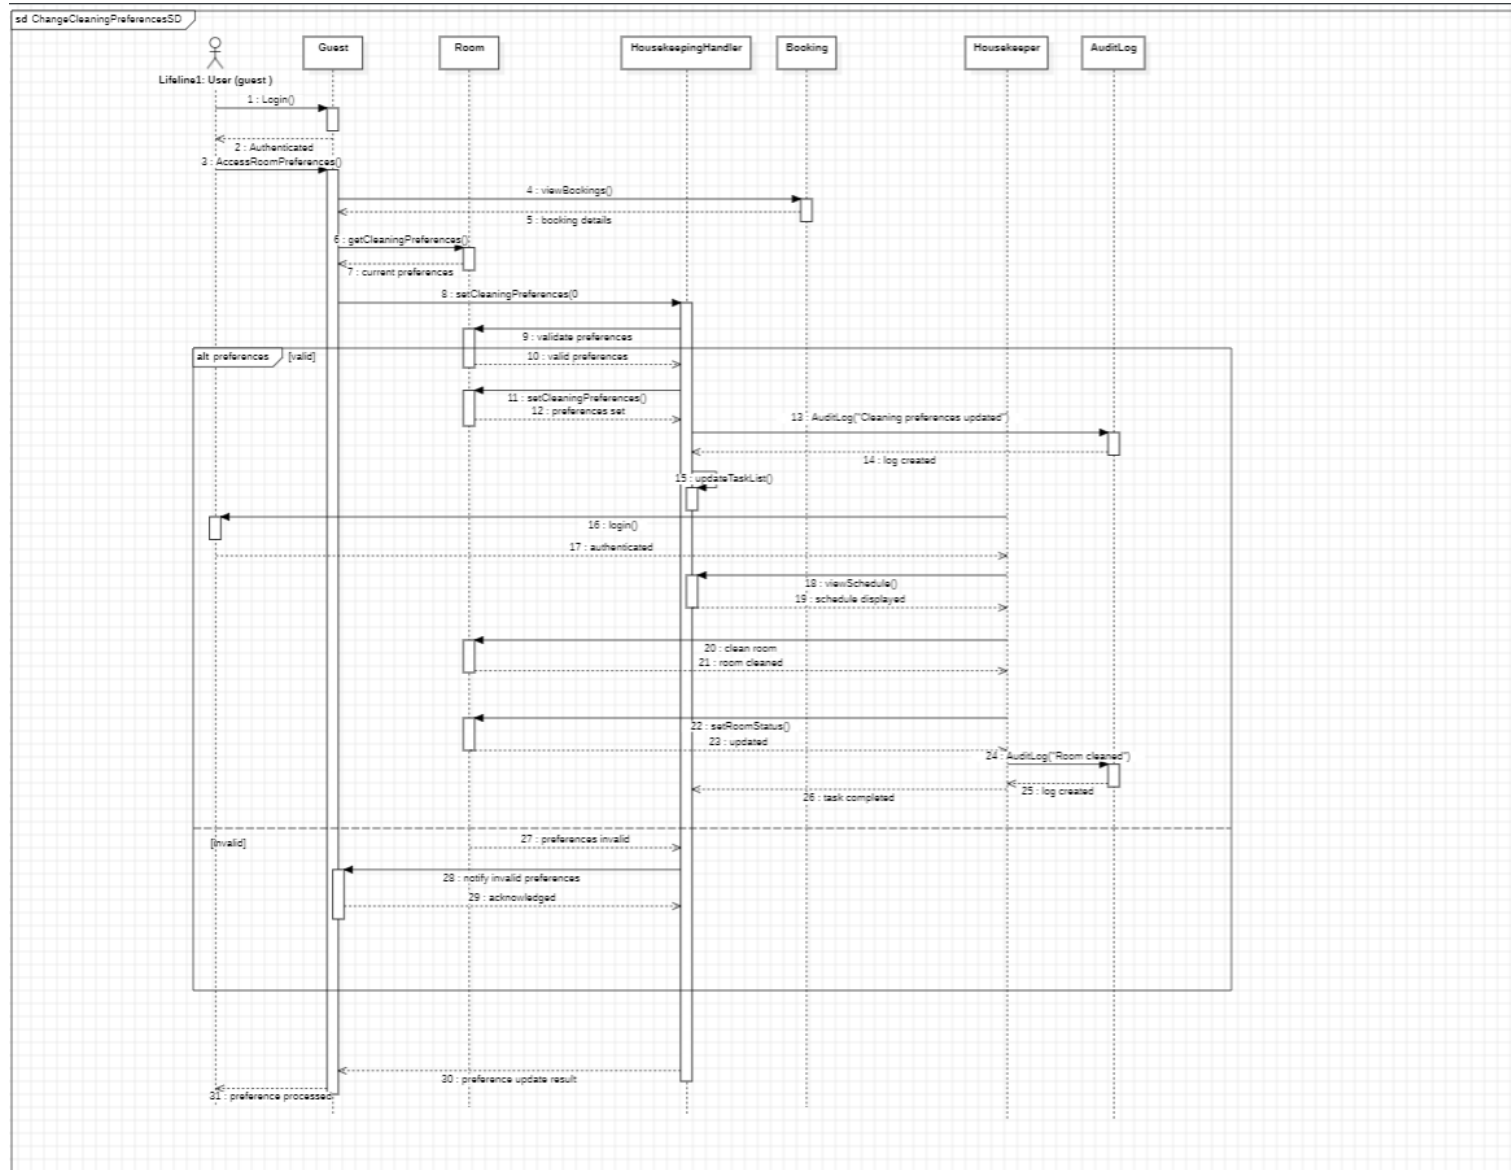 sd ChangeCleaningPreferencesSD
Guest
Room
HousekeepingHandler
Booking
Housekeeper
AuditLog
Lifeline1: User (guest )
1 : Login()
2 : Authenticated
3 : AccessRoomPreferences()
4 : viewBookings()
5 : booking details
6 : getCleaningPreferences()
7 : current preferences
8 : setCleaningPreferences(0
9 : validate preferences
alt preferences
[valid]
10 : valid preferences
11 : setCleaningPreferences()
12 : preferences set
13 : AuditLog("Cleaning preferences updated")
14 : log created
15 : updateTaskList()
16 : login()
17 : authenticated
18 : viewSchedule()
19 : schedule displayed
20 : clean room
21 : room cleaned
22 : setRoomStatus()
23 : updated
24 : AuditLog("Room cleaned")
25 : log created
26 : task completed
[invalid]
27 : preferences invalid
28 : notify invalid preferences
29 : acknowledged
30 : preference update result
31 : preference processed